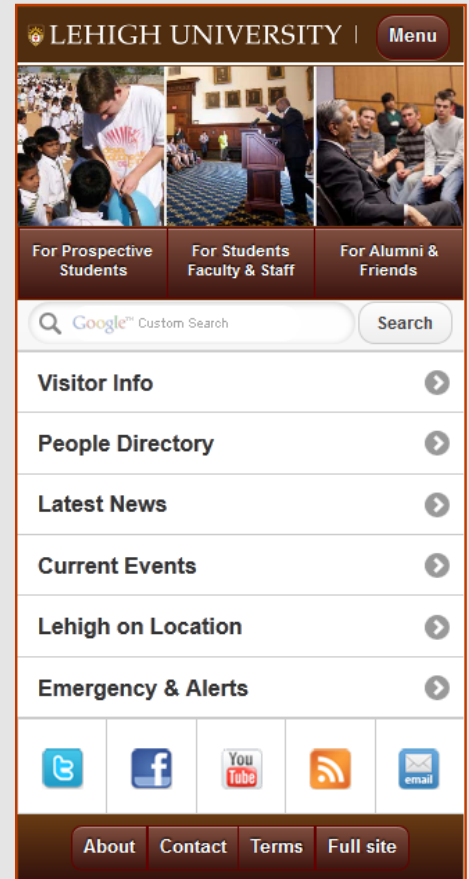 LEHIGH UNIVERSITY
Menu
For Prospective
Students
For Students
Faculty & Staff
For Alumni &
Friends
Google™ Custom Search
Search
Visitor Info
People Directory
Latest News
Current Events
Lehigh on Location
Emergency & Alerts
You
Tube
email
About
Contact
Terms
Full site